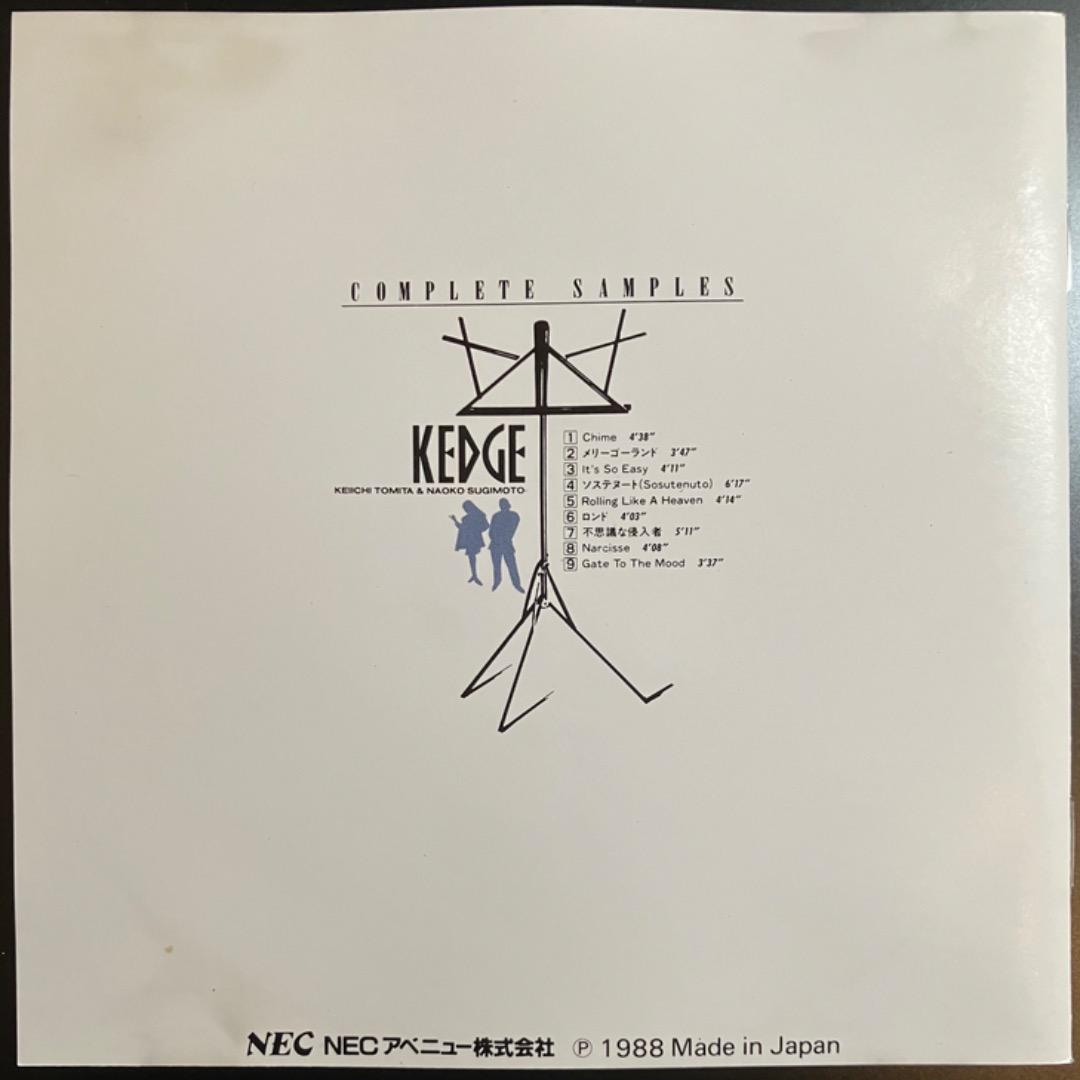 COMPLETE SAMPLES
KEDGE
KEIICHI TOMITA & NAOKO SUGIMOTO
1 Chime 4'38"
2 メリーゴーランド 3'47"
3 It's So Easy 4'11"
4 ソステヌート(Sosutenuto) 6'17"
5 Rolling Like A Heaven 4'14"
6 ロンド 4'03"
7 不思議な侵入者 5'11"
8 Narcisse 4'08"
9 Gate To The Mood 3'37"
NEC NECアベニュー株式会社 Ⓟ 1988 Made in Japan